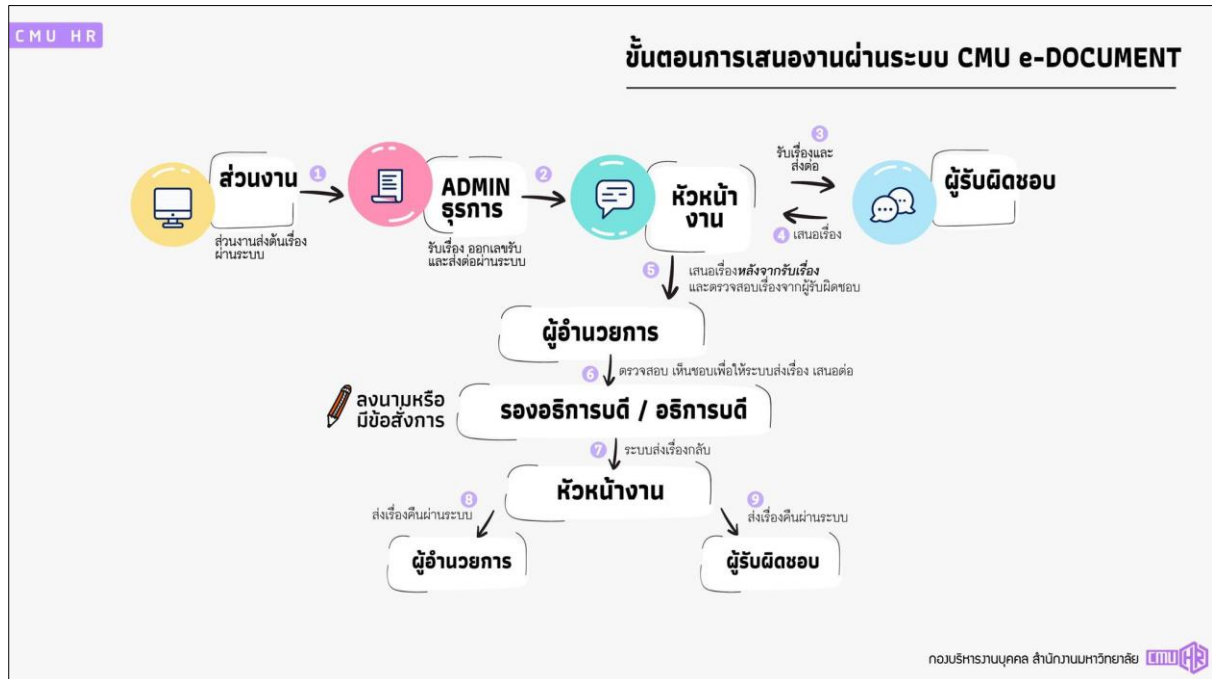 CMU HR
ขั้นตอนการเสนองานผ่านระบบ CMU e-DOCUMENT
ส่วนงาน
1
ส่วนงานส่งต้นเรื่อง
ผ่านระบบ
ADMIN
ธุรการ
2
รับเรื่อง ออกเลขรับ
และส่งต่อผ่านระบบ
หัวหน้า
งาน
3
รับเรื่องและ
ส่งต่อ
4 เสนอเรื่อง
ผู้รับผิดชอบ
5 เสนอเรื่องหลังจากรับเรื่อง
และตรวจสอบเรื่องจากผู้รับผิดชอบ
ผู้อำนวยการ
6 ตรวจสอบ เห็นชอบเพื่อให้ระบบส่งเรื่อง เสนอต่อ
ลงนามหรือ
มีข้อสั่งการ
รองอธิการบดี / อธิการบดี
7 ระบบส่งเรื่องกลับ
หัวหน้างาน
8
ส่งเรื่องคืนผ่านระบบ
9
ส่งเรื่องคืนผ่านระบบ
ผู้อำนวยการ
ผู้รับผิดชอบ
กองบริหารงานบุคคล สำนักงานมหาวิทยาลัย CMU HR